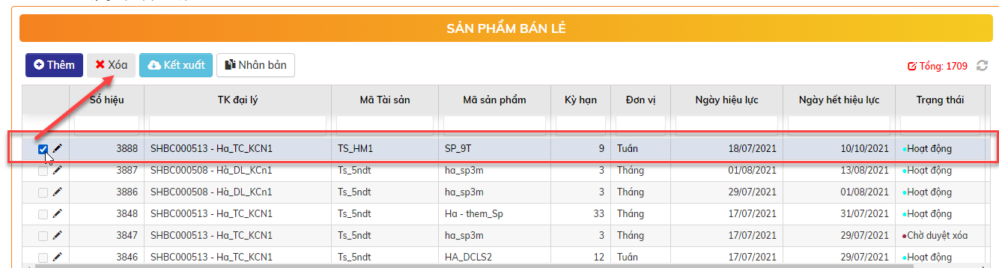 SẢN PHẨM BÁN LẺ
Thêm Xóa Kết xuất Nhân bản Tổng: 1709
Số hiệu TK đại lý Mã Tài sản Mã sản phẩm Kỳ hạn Đơn vị Ngày hiệu lực Ngày hết hiệu lực Trạng thái
3888 SHBC000513 - Ha_TC_KCN1 TS_HM1 SP_9T 9 Tuần 18/07/2021 10/10/2021 Hoạt động
3887 SHBC000508 - Hà_DL_KCn1 Ts_5ndt ha_sp3m 3 Tháng 01/08/2021 13/08/2021 Hoạt động
3886 SHBC000508 - Hà_DL_KCn1 Ts_5ndt ha_sp3m 3 Tháng 29/07/2021 01/08/2021 Hoạt động
3848 SHBC000513 - Ha_TC_KCN1 Ts_5ndt Ha - them_Sp 33 Tháng 17/07/2021 31/07/2021 Hoạt động
3847 SHBC000513 - Ha_TC_KCN1 Ts_5ndt ha_sp3m 3 Tháng 17/07/2021 29/07/2021 Chờ duyệt xóa
3846 SHBC000513 - Ha_TC_KCN1 Ts_5ndt HA_DCLS2 12 Tuần 17/07/2021 29/07/2021 Hoạt động